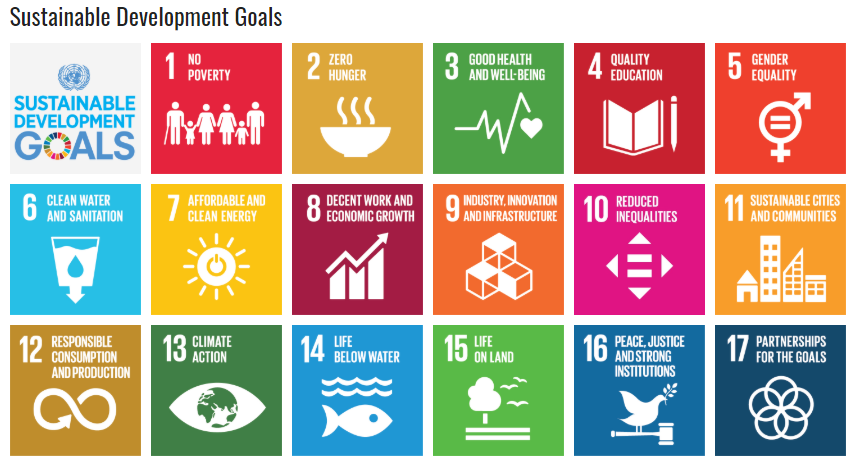 Sustainable Development Goals
SUSTAINABLE
DEVELOPMENT
GOALS
1 NO
POVERTY
2 ZERO
HUNGER
3 GOOD HEALTH
AND WELL-BEING
4 QUALITY
EDUCATION
5 GENDER
EQUALITY
6 CLEAN WATER
AND SANITATION
7 AFFORDABLE AND
CLEAN ENERGY
8 DECENT WORK AND
ECONOMIC GROWTH
9 INDUSTRY, INNOVATION
AND INFRASTRUCTURE
10 REDUCED
INEQUALITIES
11 SUSTAINABLE CITIES
AND COMMUNITIES
12 RESPONSIBLE
CONSUMPTION
AND PRODUCTION
13 CLIMATE
ACTION
14 LIFE
BELOW WATER
15 LIFE
ON LAND
16 PEACE, JUSTICE
AND STRONG
INSTITUTIONS
17 PARTNERSHIPS
FOR THE GOALS